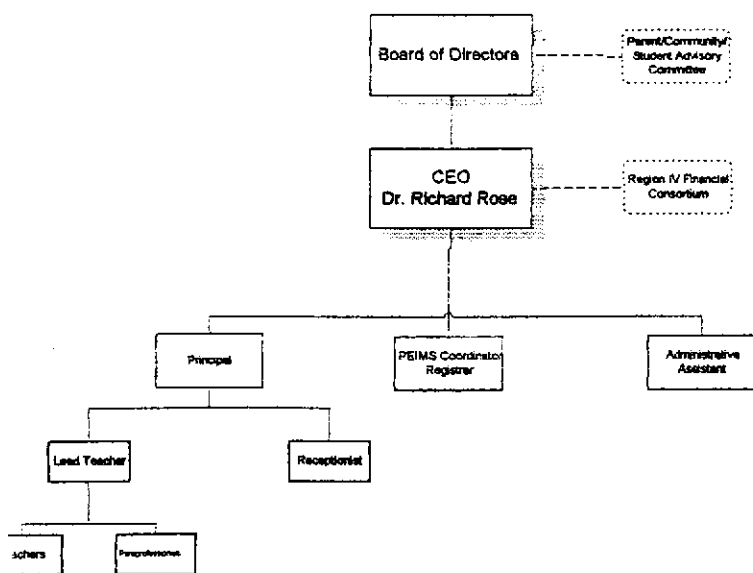 Board of Directors
Parent/Community/
Student Advisory
Committee
CEO
Dr. Richard Rose
Region IV Financial
Consortium
Principal
PEIMS Coordinator
Registrar
Administrative
Assistant
Lead Teacher
Receptionist
achers